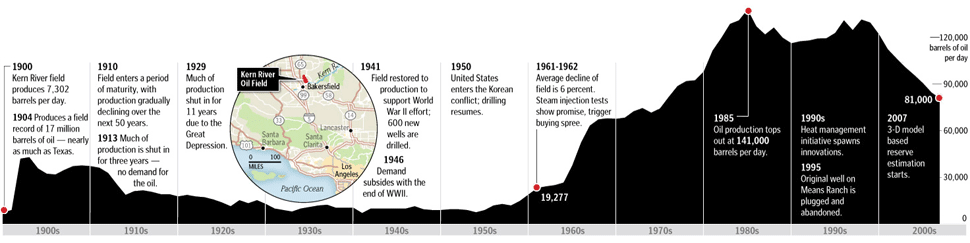 1900
Kern River field
produces 7,302
barrels per day.
1904 Produces a field
record of 17 million
barrels of oil — nearly
as much as Texas.
1910
Field enters a period
of maturity, with
production gradually
declining over the
next 50 years.
1913 Much of
production is shut in
for three years —
no demand for
the oil.
1929
Much of
production
shut in for
11 years
due to the
Great
Depression.
Kern River
Oil Field
Kern R.
65
Bakersfield
99
58
33
5
14
101
Lancaster
Santa
Barbara
Santa
Clarita
0 100
MILES
Los
Angeles
Pacific Ocean
1941
Field restored to
production to
support World
War II effort;
600 new
wells are
drilled.
1946
Demand
subsides with the
end of WWII.
1950
United States
enters the Korean
conflict; drilling
resumes.
1961-1962
Average decline of
field is 6 percent.
Steam injection tests
show promise, trigger
buying spree.
19,277
1985
Oil production tops
out at 141,000
barrels per day.
1990s
Heat management
initiative spawns
innovations.
1995
Original well on
Means Ranch is
plugged and
abandoned.
2007
3-D model
based
reserve
estimation
starts.
81,000
120,000
barrels of oil
per day
90,000
60,000
30,000
0
1900s 1910s 1920s 1930s 1940s 1950s 1960s 1970s 1980s 1990s 2000s